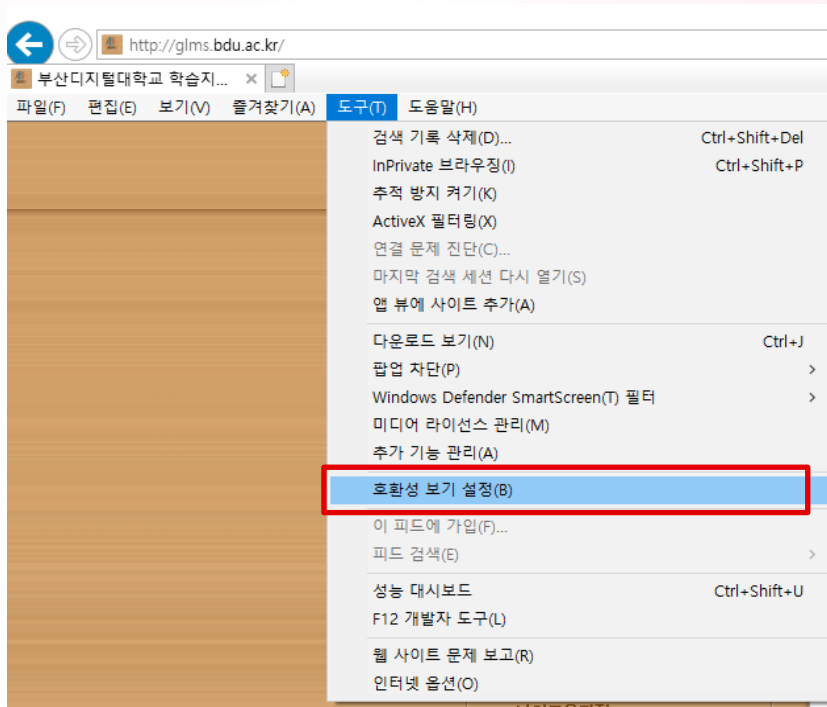 http://glms.bdu.ac.kr/
부산디지털대학교 학습지...
파일(F) 편집(E) 보기(V) 즐겨찾기(A) 도구(T) 도움말(H)
검색 기록 삭제(D)... Ctrl+Shift+Del
InPrivate 브라우징(I) Ctrl+Shift+P
추적 방지 켜기(K)
ActiveX 필터링(X)
연결 문제 진단(C)...
마지막 검색 세션 다시 열기(S)
앱 뷰에 사이트 추가(A)
다운로드 보기(N) Ctrl+J
팝업 차단(P)
Windows Defender SmartScreen(T) 필터
미디어 라이선스 관리(M)
추가 기능 관리(A)
호환성 보기 설정(B)
이 피드에 가입(F)...
피드 검색(E)
성능 대시보드 Ctrl+Shift+U
F12 개발자 도구(L)
웹 사이트 문제 보고(R)
인터넷 옵션(O)